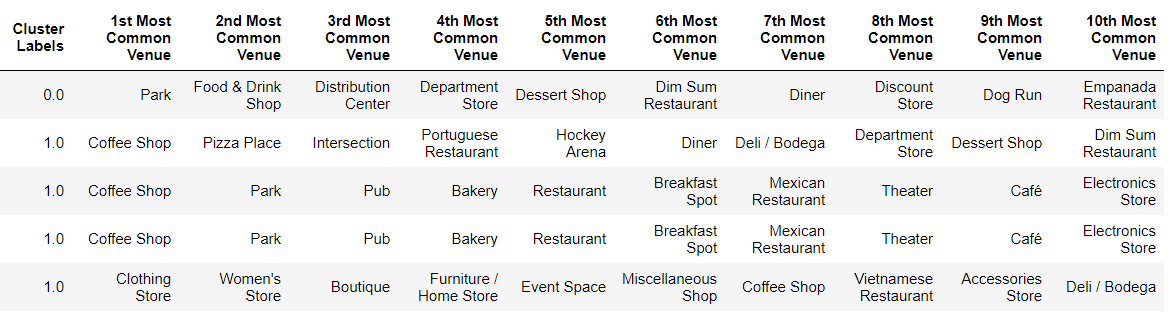 Cluster Labels 1st Most Common Venue 2nd Most Common Venue 3rd Most Common Venue 4th Most Common Venue 5th Most Common Venue 6th Most Common Venue 7th Most Common Venue 8th Most Common Venue 9th Most Common Venue 10th Most Common Venue
0.0 Park Food & Drink Shop Distribution Center Department Store Dessert Shop Dim Sum Restaurant Diner Discount Store Dog Run Empanada Restaurant
1.0 Coffee Shop Pizza Place Intersection Portuguese Restaurant Hockey Arena Diner Deli / Bodega Department Store Dessert Shop Dim Sum Restaurant
1.0 Coffee Shop Park Pub Bakery Restaurant Breakfast Spot Mexican Restaurant Theater Café Electronics Store
1.0 Coffee Shop Park Pub Bakery Restaurant Breakfast Spot Mexican Restaurant Theater Café Electronics Store
1.0 Clothing Store Women's Store Boutique Furniture / Home Store Event Space Miscellaneous Shop Coffee Shop Vietnamese Restaurant Accessories Store Deli / Bodega